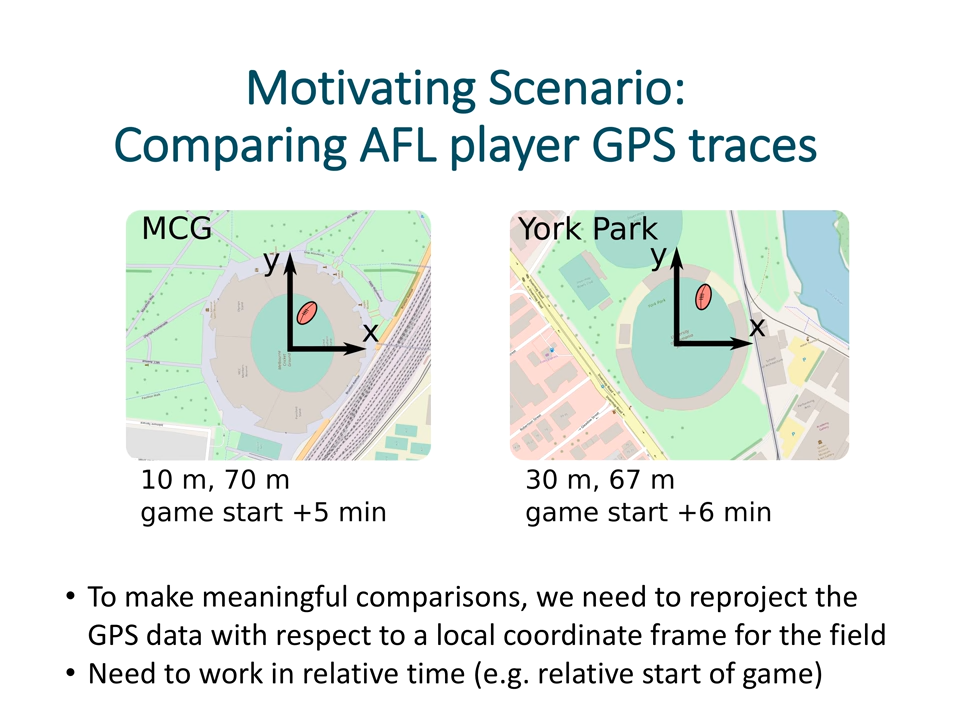 Motivating Scenario:
Comparing AFL player GPS traces
MCG
y
x
York Park
y
x
10 m, 70 m
game start +5 min
30 m, 67 m
game start +6 min
• To make meaningful comparisons, we need to reproject the
GPS data with respect to a local coordinate frame for the field
• Need to work in relative time (e.g. relative start of game)